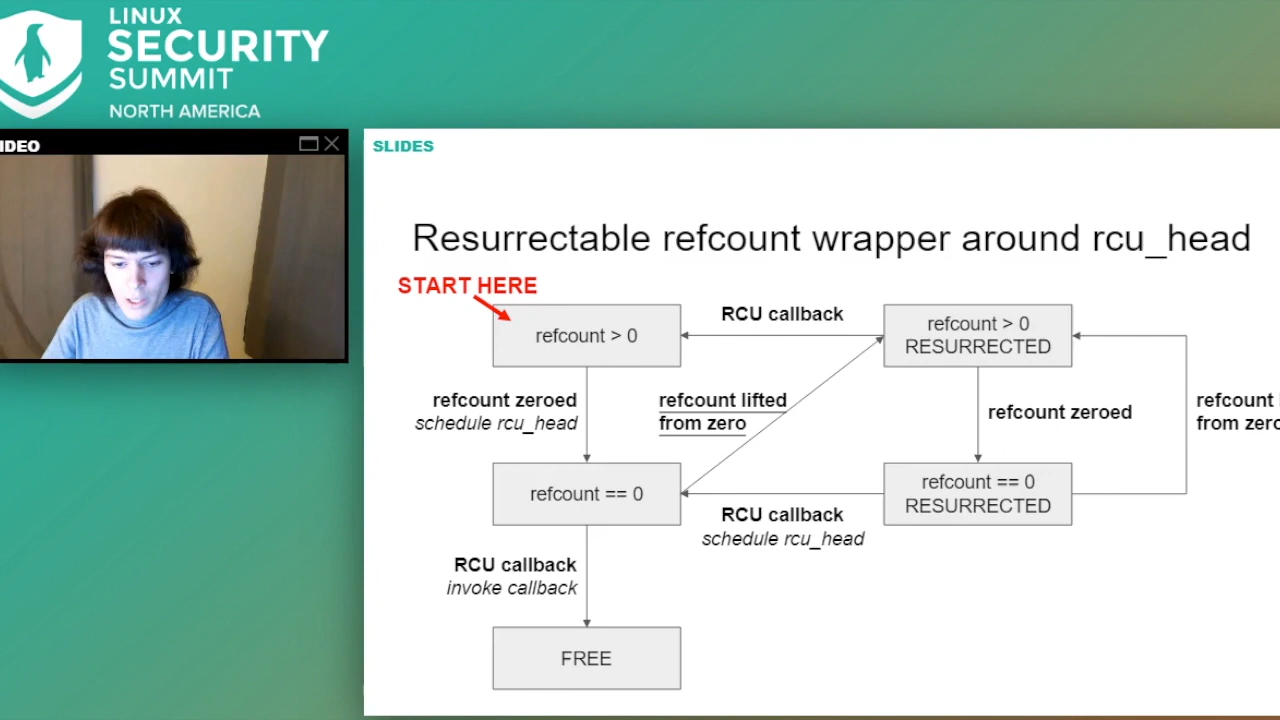 LINUX
SECURITY
SUMMIT
NORTH AMERICA
IDEO
SLIDES
Resurrectable refcount wrapper around rcu_head
START HERE
refcount > 0
RCU callback
refcount > 0
RESURRECTED
refcount zeroed
schedule rcu_head
refcount lifted
from zero
refcount zeroed
refcount
from zero
refcount == 0
RCU callback
schedule rcu_head
refcount == 0
RESURRECTED
RCU callback
invoke callback
FREE